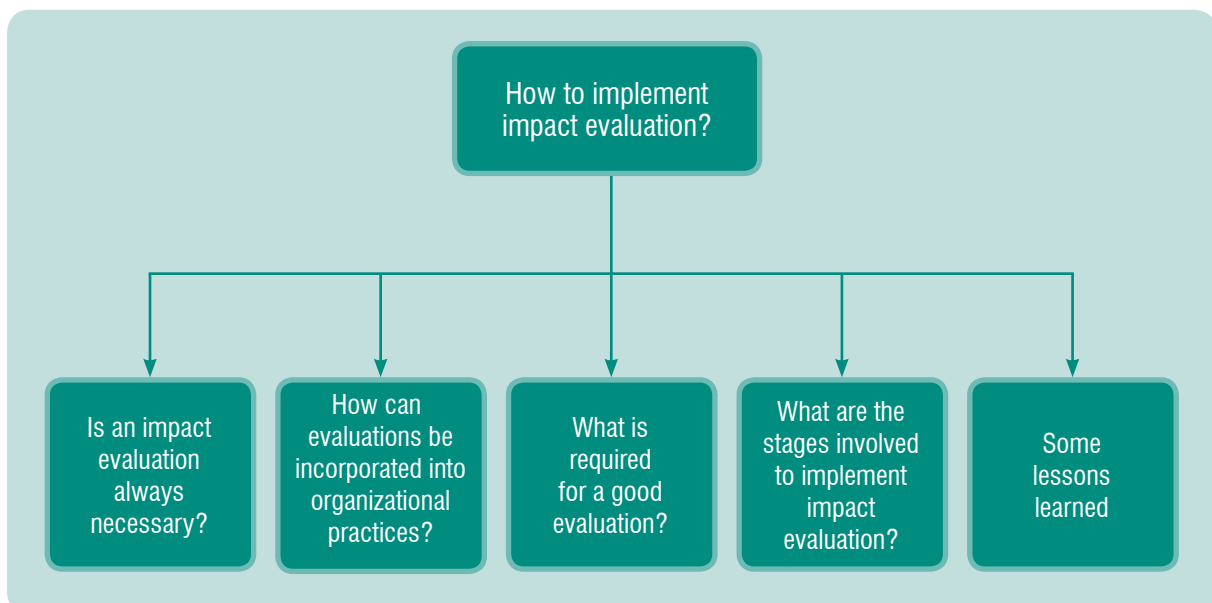 How to implement
impact evaluation?
Is an impact
evaluation
always
necessary?
How can
evaluations be
incorporated into
organizational
practices?
What is
required
for a good
evaluation?
What are the
stages involved
to implement
impact
evaluation?
Some
lessons
learned